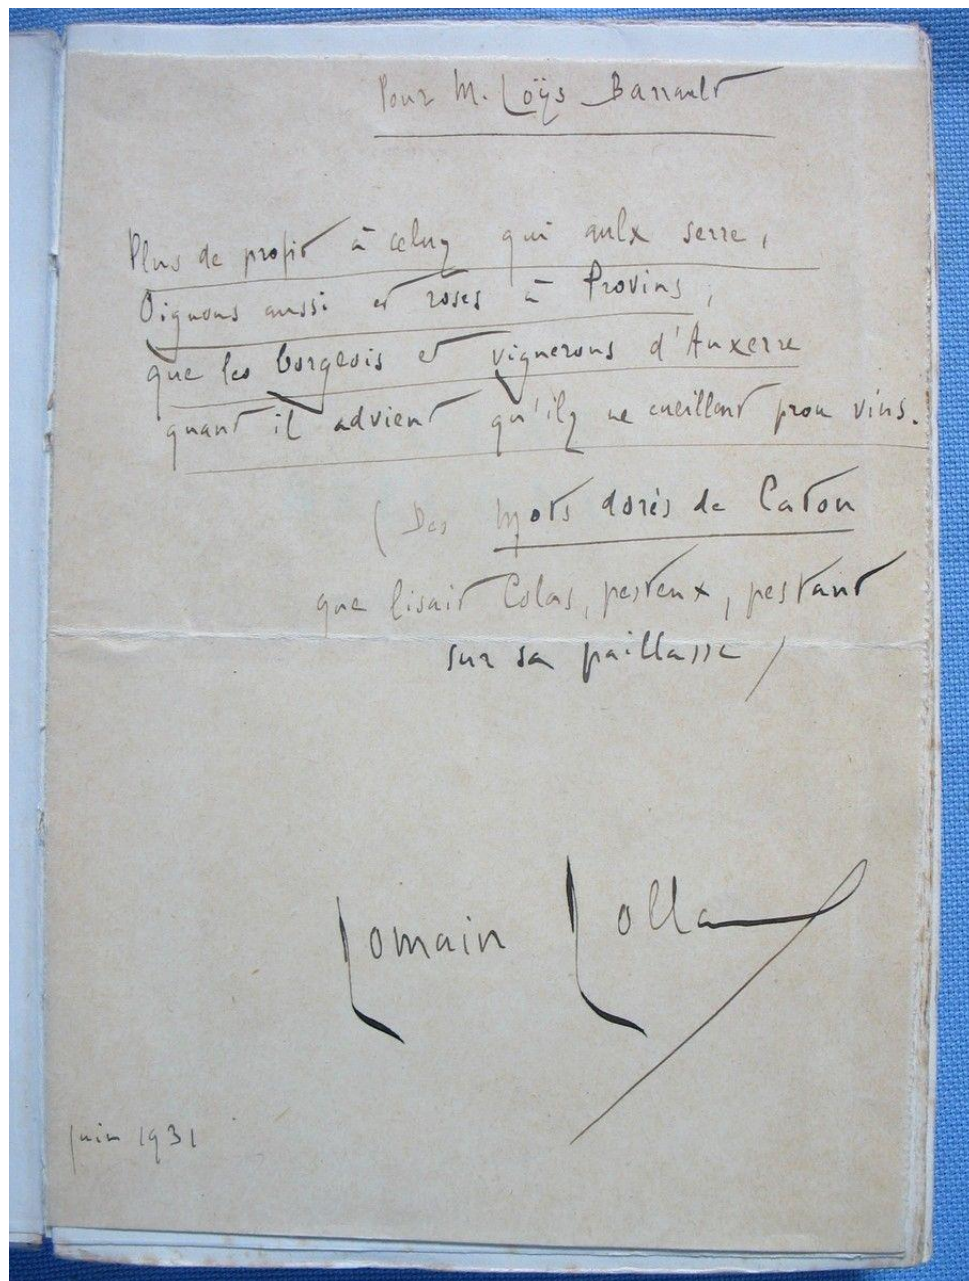 Pour M. Loÿs Barrault
Plus de profit à celuy qui aulx serre,
Oignons aussi et roses à Provins,
que les borgeois et vignerons d'Auxerre
quant il advient qu'ilz ne cueillent prou vins.
(Des Mots dorés de Caton
que lisait Colas, pesteux, pestant
sur sa paillasse)
Romain Rolland
juin 1931